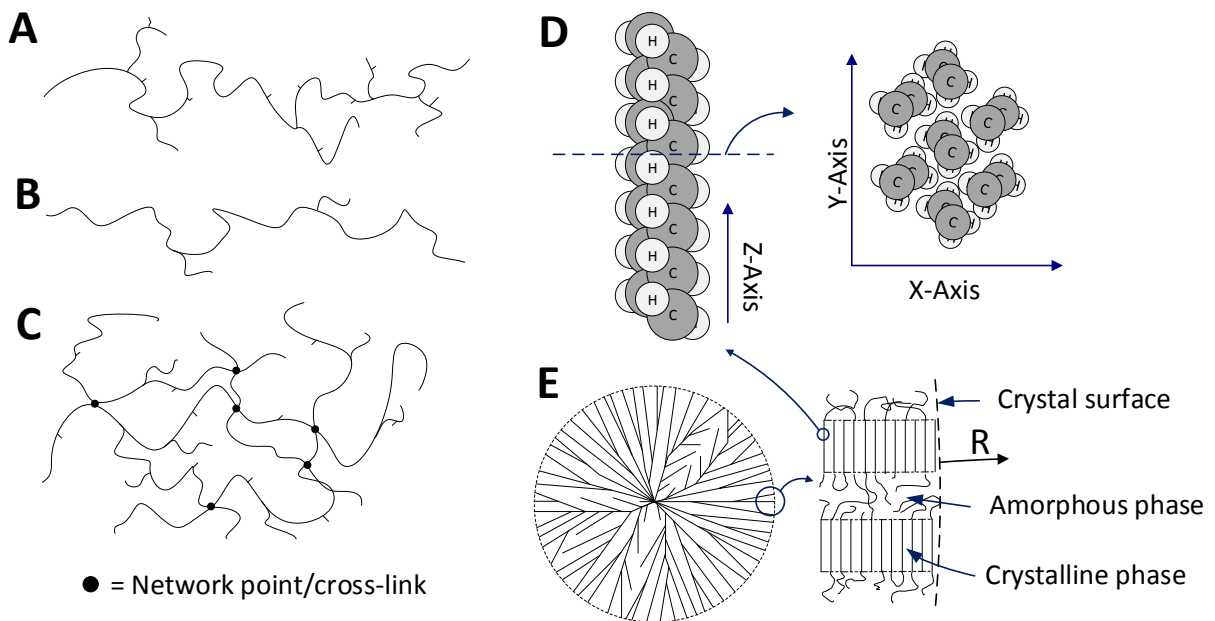 A
B
C
● = Network point/cross-link
D
H
C
H
C
H
C
H
C
H
C
H
C
H
C
Z-Axis
Y-Axis
X-Axis
C
C
C
C
C
C
C
H
H
H
H
E
Crystal surface
R
Amorphous phase
Crystalline phase